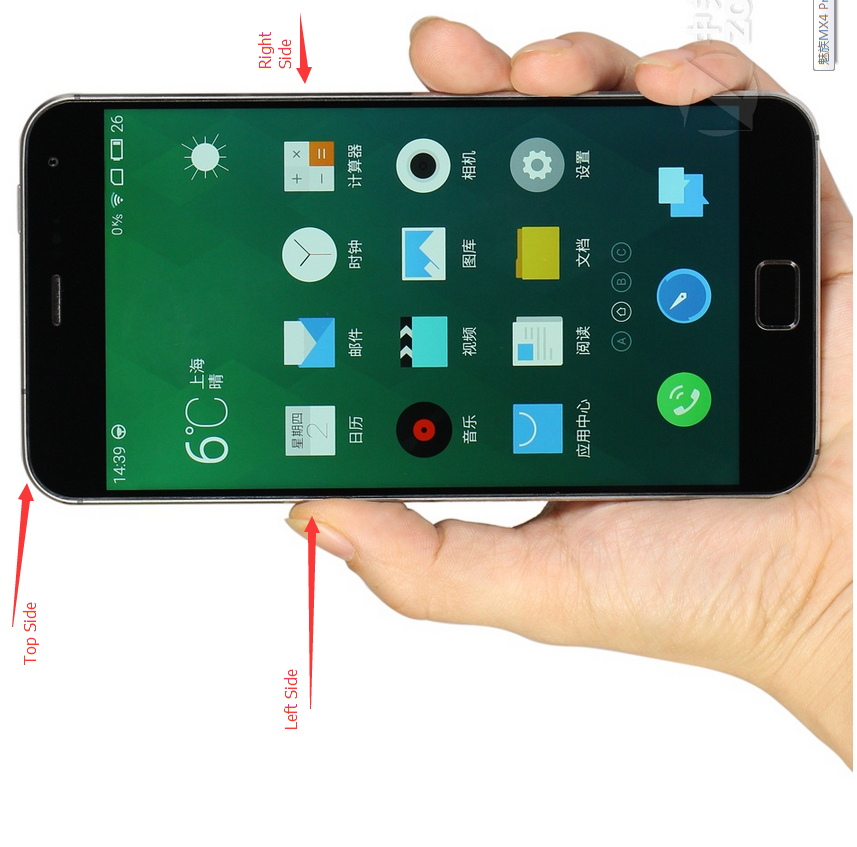 Right
Side
Top Side
Left Side
14:39
0K/s
26
6°C
上海
晴
星期四
2
日历
邮件
时钟
计算器
音乐
视频
图库
相机
应用中心
阅读
文档
设置
A
B
C
魅族MX4 Pr